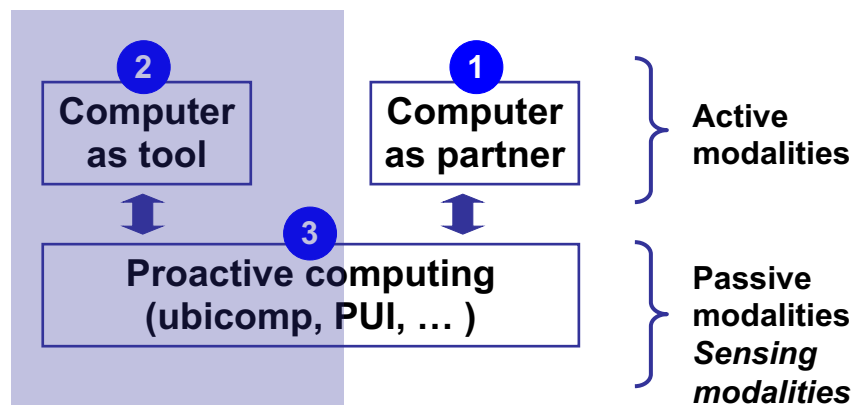 2
Computer
as tool
1
Computer
as partner
Active
modalities
3
Proactive computing
(ubicomp, PUI, … )
Passive
modalities
Sensing
modalities